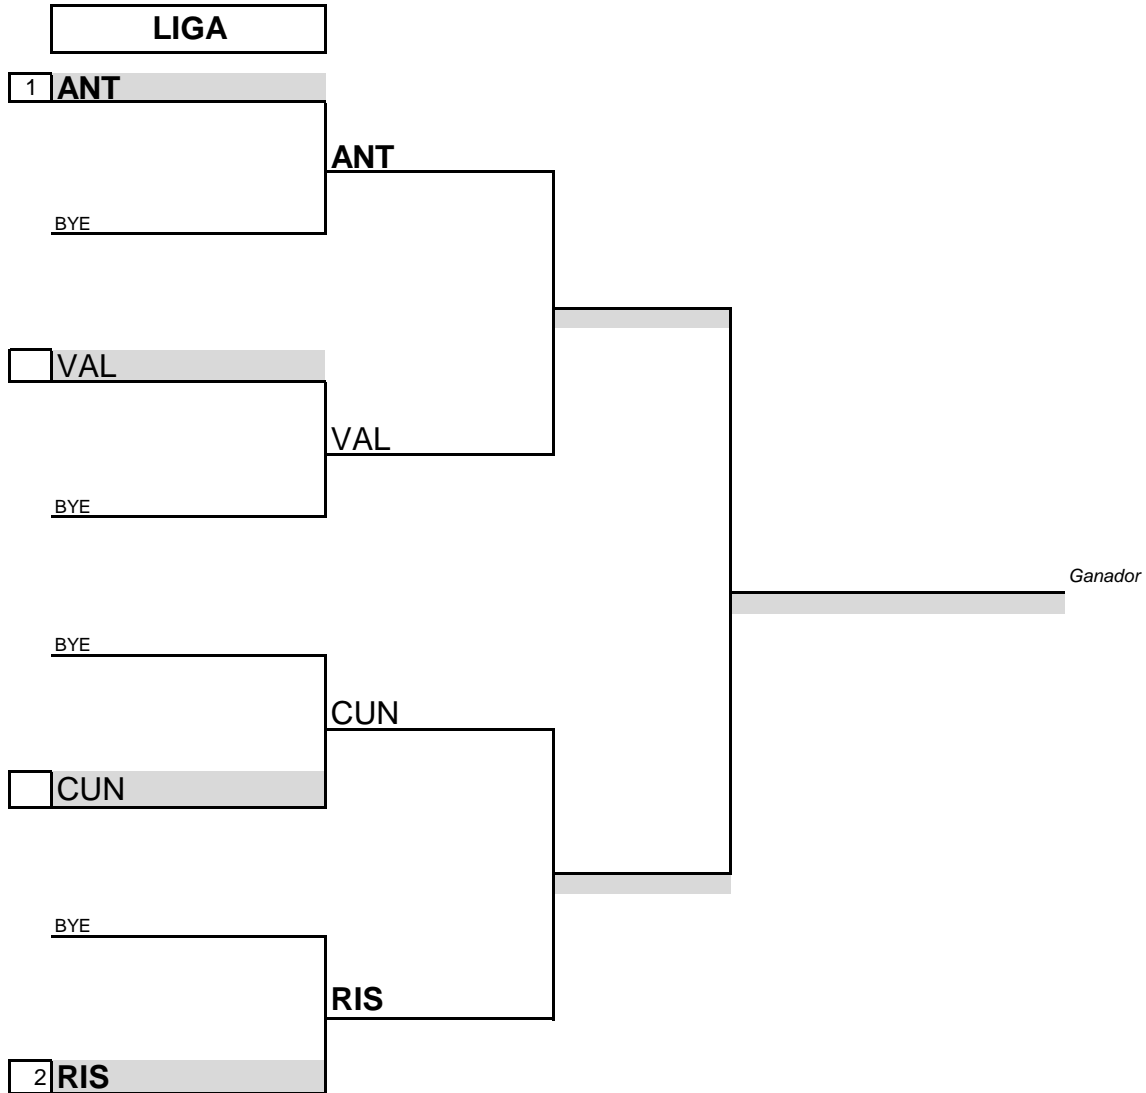 LIGA
1 ANT
ANT
BYE
VAL
VAL
BYE
Ganador
BYE
CUN
CUN
BYE
RIS
2 RIS